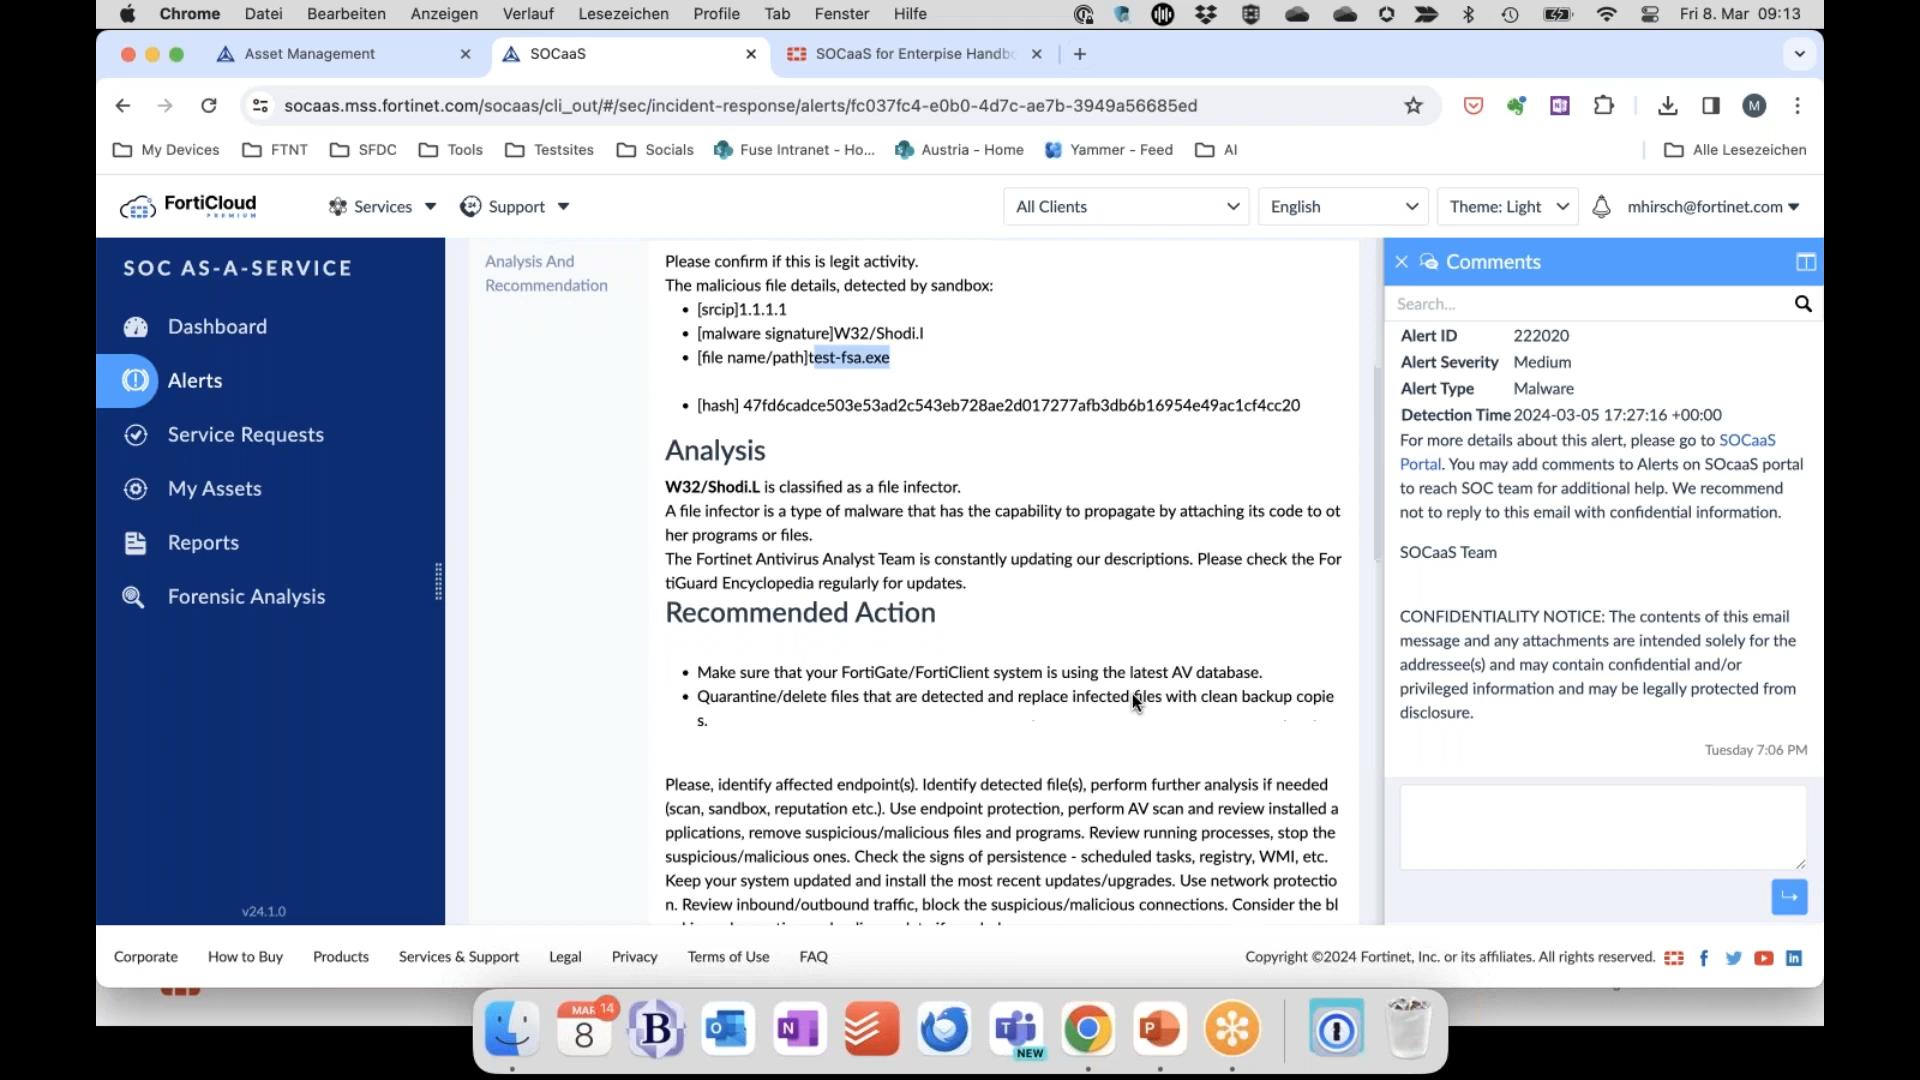 Chrome Datei Bearbeiten Anzeigen Verlauf Lesezeichen Profile Tab Fenster Hilfe Fri 8. Mar 09:13
Asset Management SOCaaS SOCaaS for Enterpise Handb
socaas.mss.fortinet.com/socaas/cli_out/#/sec/incident-response/alerts/fc037fc4-e0b0-4d7c-ae7b-3949a56685ed M
My Devices FTNT SFDC Tools Testsites Socials Fuse Intranet - Ho... Austria - Home Yammer - Feed AI Alle Lesezeichen
FortiCloud
PREMIUM
Services Support All Clients English Theme: Light mhirsch@fortinet.com
SOC AS-A-SERVICE
Dashboard
Alerts
Service Requests
My Assets
Reports
Forensic Analysis
v24.1.0
Analysis And
Recommendation
Please confirm if this is legit activity.
The malicious file details, detected by sandbox:
• [srcip]1.1.1.1
• [malware signature]W32/Shodi.I
• [file name/path]test-fsa.exe
• [hash] 47fd6cadce503e53ad2c543eb728ae2d017277afb3db6b16954e49ac1cf4cc20
Analysis
W32/Shodi.L is classified as a file infector.
A file infector is a type of malware that has the capability to propagate by attaching its code to ot
her programs or files.
The Fortinet Antivirus Analyst Team is constantly updating our descriptions. Please check the For
tiGuard Encyclopedia regularly for updates.
Recommended Action
• Make sure that your FortiGate/FortiClient system is using the latest AV database.
• Quarantine/delete files that are detected and replace infected files with clean backup copie
s.
Please, identify affected endpoint(s). Identify detected file(s), perform further analysis if needed
(scan, sandbox, reputation etc.). Use endpoint protection, perform AV scan and review installed a
pplications, remove suspicious/malicious files and programs. Review running processes, stop the
suspicious/malicious ones. Check the signs of persistence - scheduled tasks, registry, WMI, etc.
Keep your system updated and install the most recent updates/upgrades. Use network protectio
n. Review inbound/outbound traffic, block the suspicious/malicious connections. Consider the bl
Comments
Search...
Alert ID 222020
Alert Severity Medium
Alert Type Malware
Detection Time 2024-03-05 17:27:16 +00:00
For more details about this alert, please go to SOCaaS
Portal. You may add comments to Alerts on SOcaaS portal
to reach SOC team for additional help. We recommend
not to reply to this email with confidential information.
SOCaaS Team
CONFIDENTIALITY NOTICE: The contents of this email
message and any attachments are intended solely for the
addressee(s) and may contain confidential and/or
privileged information and may be legally protected from
disclosure.
Tuesday 7:06 PM
Corporate How to Buy Products Services & Support Legal Privacy Terms of Use FAQ Copyright ©2024 Fortinet, Inc. or its affiliates. All rights reserved.
MAR 14
8 B O N T P
NEW